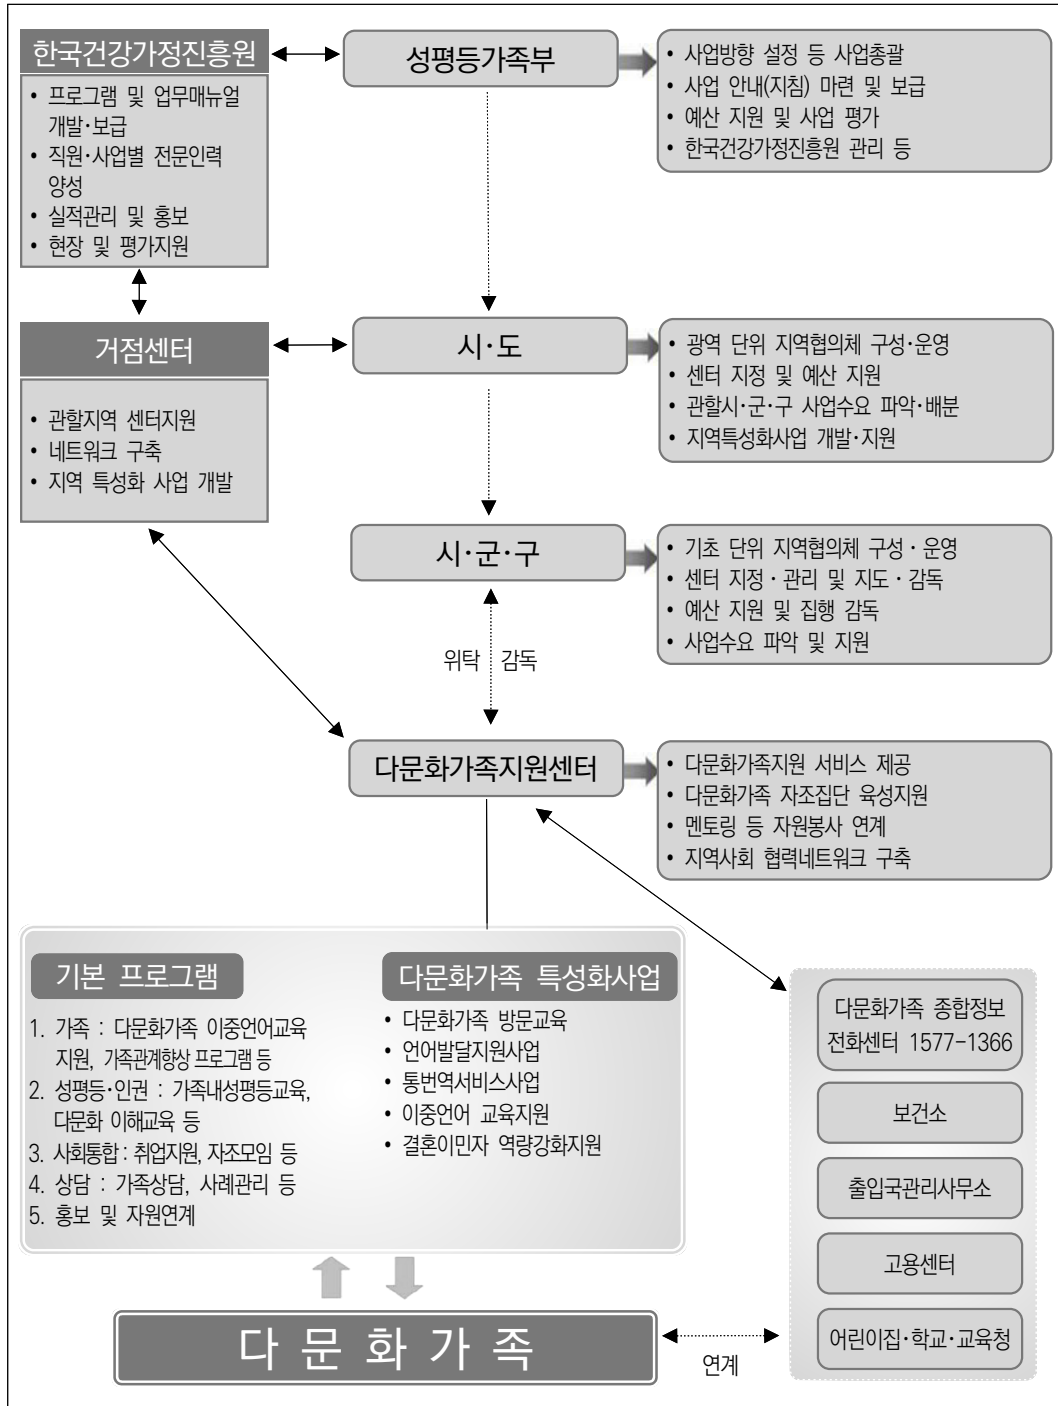 한국건강가정진흥원
• 프로그램 및 업무매뉴얼
개발·보급
• 직원·사업별 전문인력
양성
• 실적관리 및 홍보
• 현장 및 평가지원
성평등가족부
• 사업방향 설정 등 사업총괄
• 사업 안내(지침) 마련 및 보급
• 예산 지원 및 사업 평가
• 한국건강가정진흥원 관리 등
거점센터
• 관할지역 센터지원
• 네트워크 구축
• 지역 특성화 사업 개발
시·도
• 광역 단위 지역협의체 구성·운영
• 센터 지정 및 예산 지원
• 관할시·군·구 사업수요 파악·배분
• 지역특성화사업 개발·지원
시·군·구
• 기초 단위 지역협의체 구성·운영
• 센터 지정·관리 및 지도·감독
• 예산 지원 및 집행 감독
• 사업수요 파악 및 지원
위탁 감독
다문화가족지원센터
• 다문화가족지원 서비스 제공
• 다문화가족 자조집단 육성지원
• 멘토링 등 자원봉사 연계
• 지역사회 협력네트워크 구축
기본 프로그램
1. 가족 : 다문화가족 이중언어교육
지원, 가족관계향상 프로그램 등
2. 성평등·인권 : 가족내성평등교육,
다문화 이해교육 등
3. 사회통합 : 취업지원, 자조모임 등
4. 상담 : 가족상담, 사례관리 등
5. 홍보 및 자원연계
다문화가족 특성화사업
• 다문화가족 방문교육
• 언어발달지원사업
• 통번역서비스사업
• 이중언어 교육지원
• 결혼이민자 역량강화지원
다문화가족 종합정보
전화센터 1577-1366
보건소
출입국관리사무소
고용센터
어린이집·학교·교육청
다문화가족
연계